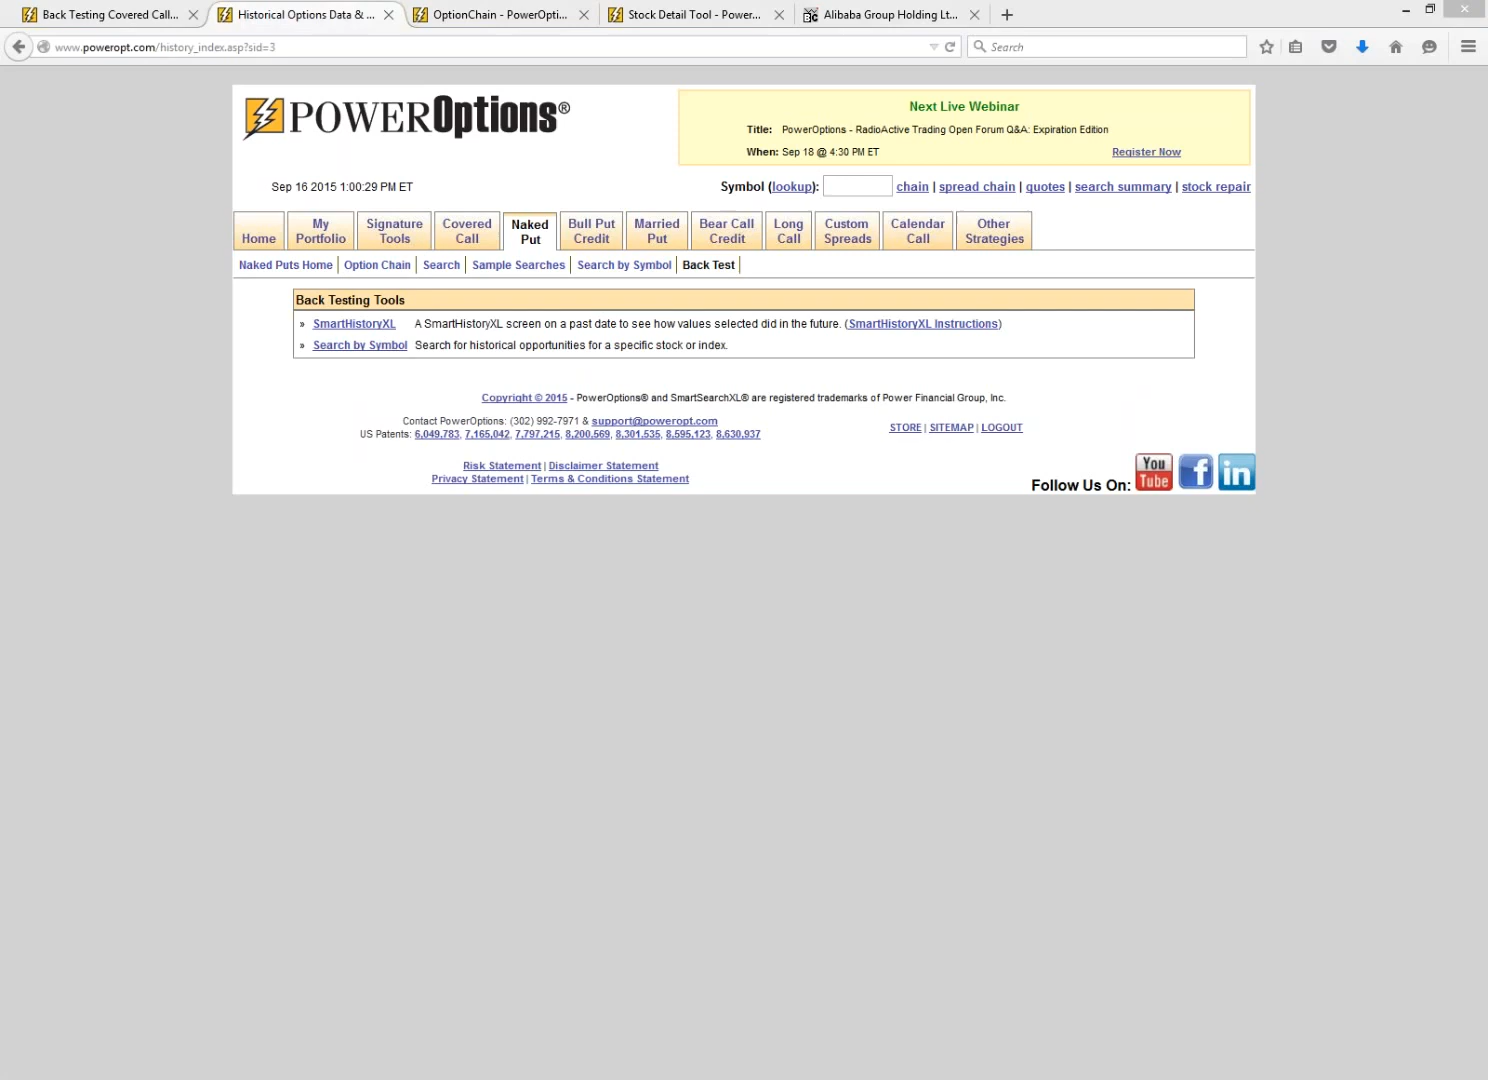 Back Testing Covered Call...
Historical Options Data & ...
OptionChain - PowerOpti...
Stock Detail Tool - Power...
Alibaba Group Holding Lt...
www.poweropt.com/history_index.asp?sid=3
Search
POWEROptions®
Next Live Webinar
Title: PowerOptions - RadioActive Trading Open Forum Q&A: Expiration Edition
When: Sep 18 @ 4:30 PM ET
Register Now
Sep 16 2015 1:00:29 PM ET
Symbol (lookup): chain | spread chain | quotes | search summary | stock repair
Home
My Portfolio
Signature Tools
Covered Call
Naked Put
Bull Put Credit
Married Put
Bear Call Credit
Long Call
Custom Spreads
Calendar Call
Other Strategies
Naked Puts Home | Option Chain | Search | Sample Searches | Search by Symbol | Back Test |
Back Testing Tools
» SmartHistoryXL A SmartHistoryXL screen on a past date to see how values selected did in the future. (SmartHistoryXL Instructions)
» Search by Symbol Search for historical opportunities for a specific stock or index.
Copyright © 2015 - PowerOptions® and SmartSearchXL® are registered trademarks of Power Financial Group, Inc.
Contact PowerOptions: (302) 992-7971 & support@poweropt.com
US Patents: 6,049,783, 7,165,042, 7,797,215, 8,200,569, 8,301,535, 8,595,123, 8,630,937
STORE | SITEMAP | LOGOUT
Risk Statement | Disclaimer Statement
Privacy Statement | Terms & Conditions Statement
Follow Us On: You Tube f in